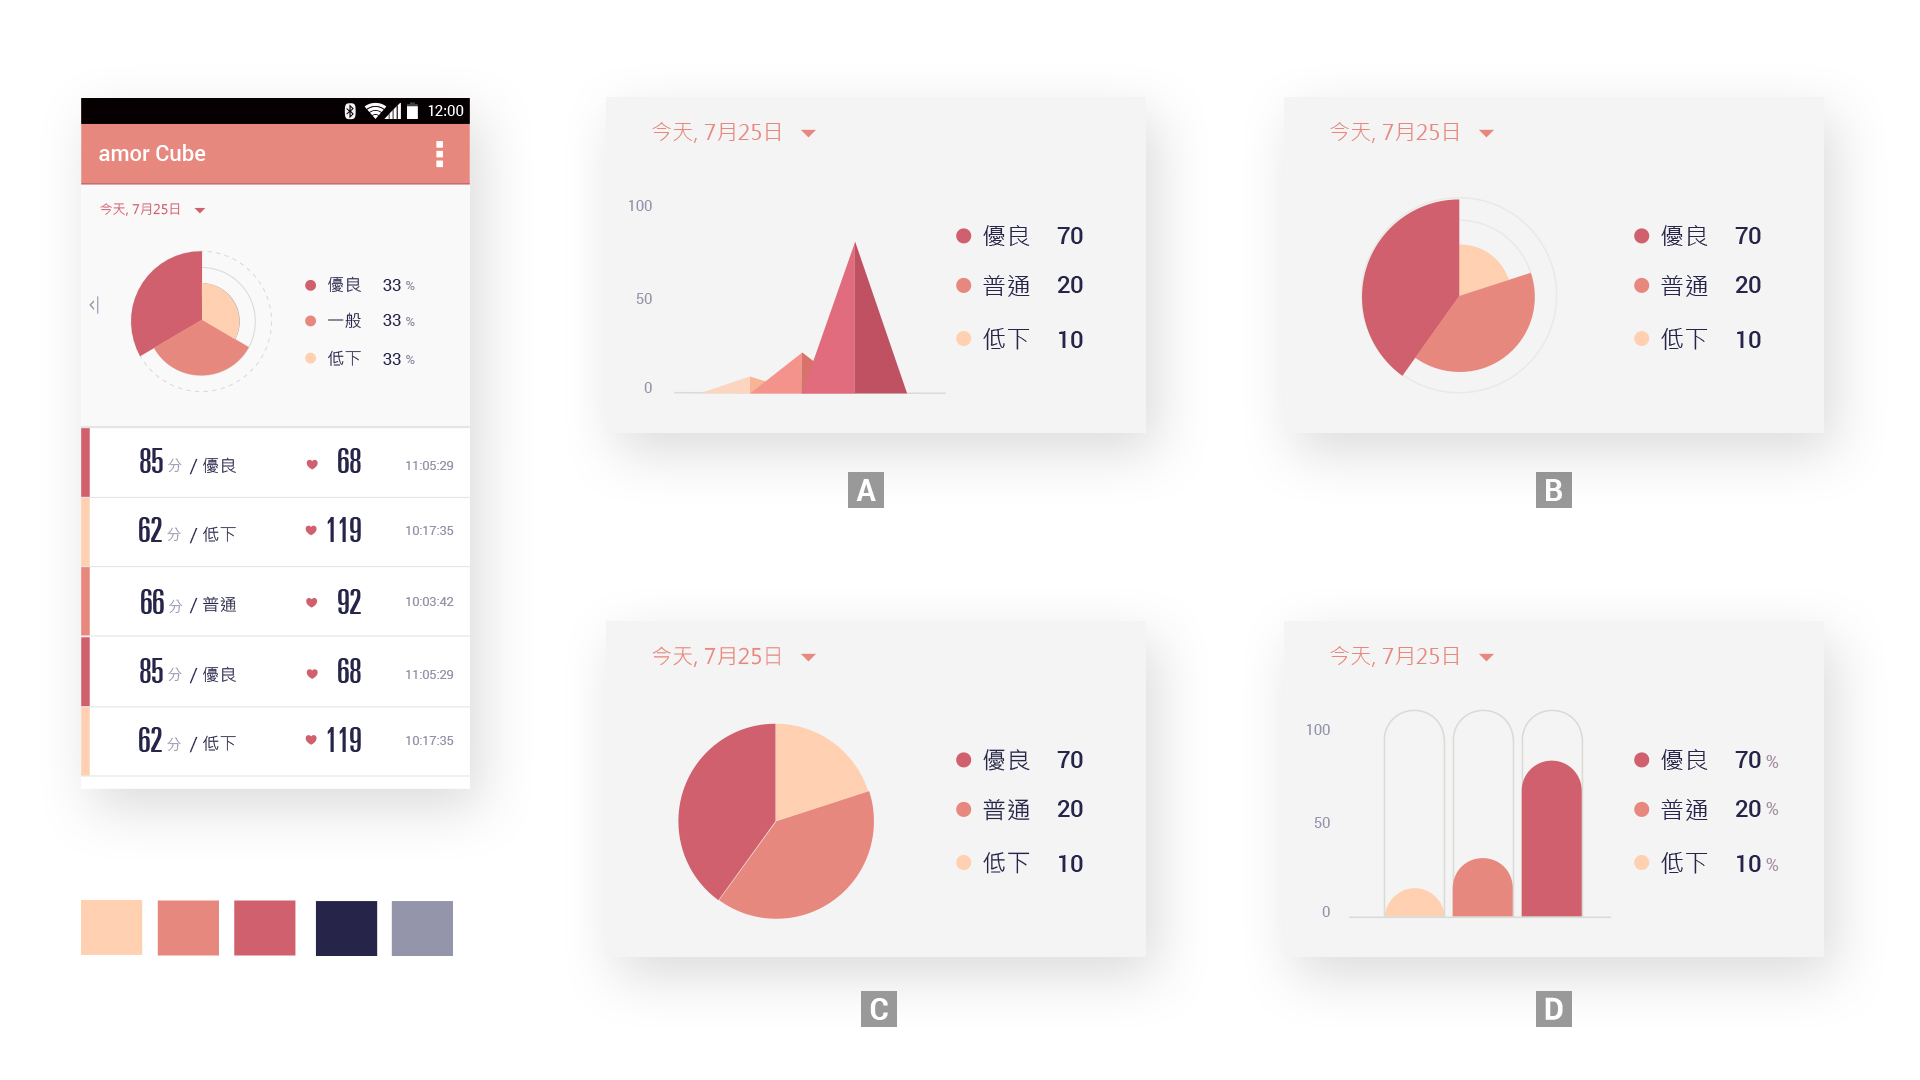 12:00
amor Cube
今天, 7月25日
優良 33 %
一般 33 %
低下 33 %
85 分 / 優良 68 11:05:29
62 分 / 低下 119 10:17:35
66 分 / 普通 92 10:03:42
85 分 / 優良 68 11:05:29
62 分 / 低下 119 10:17:35
今天, 7月25日
100
50
0
優良 70
普通 20
低下 10
A
今天, 7月25日
優良 70
普通 20
低下 10
B
今天, 7月25日
優良 70
普通 20
低下 10
C
今天, 7月25日
100
50
0
優良 70 %
普通 20 %
低下 10 %
D